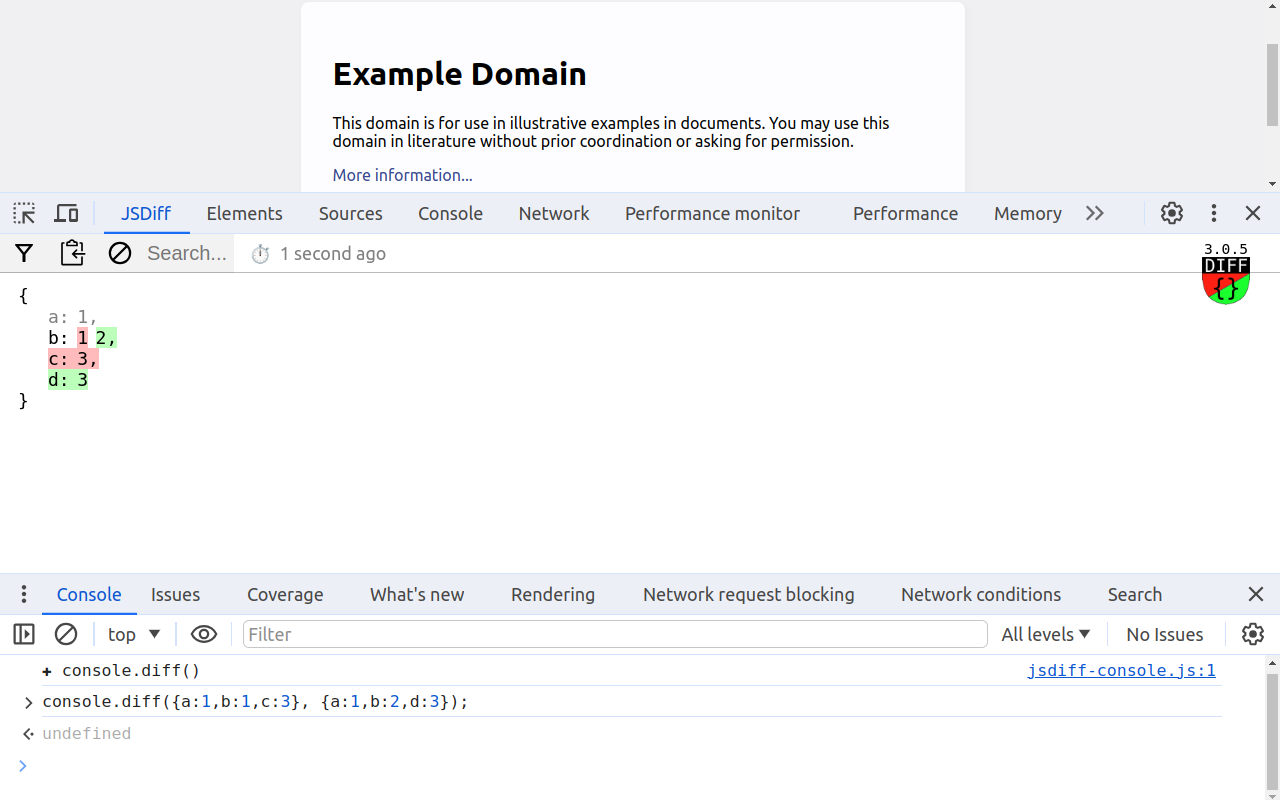 Example Domain
This domain is for use in illustrative examples in documents. You may use this
domain in literature without prior coordination or asking for permission.
More information...
JSDiff Elements Sources Console Network Performance monitor Performance Memory
Search... 1 second ago
3.0.5
DIFF
{}
{
a: 1,
b: 1 2,
c: 3,
d: 3
}
Console Issues Coverage What's new Rendering Network request blocking Network conditions Search
top Filter All levels No Issues
+ console.diff() jsdiff-console.js:1
console.diff({a:1,b:1,c:3}, {a:1,b:2,d:3});
undefined